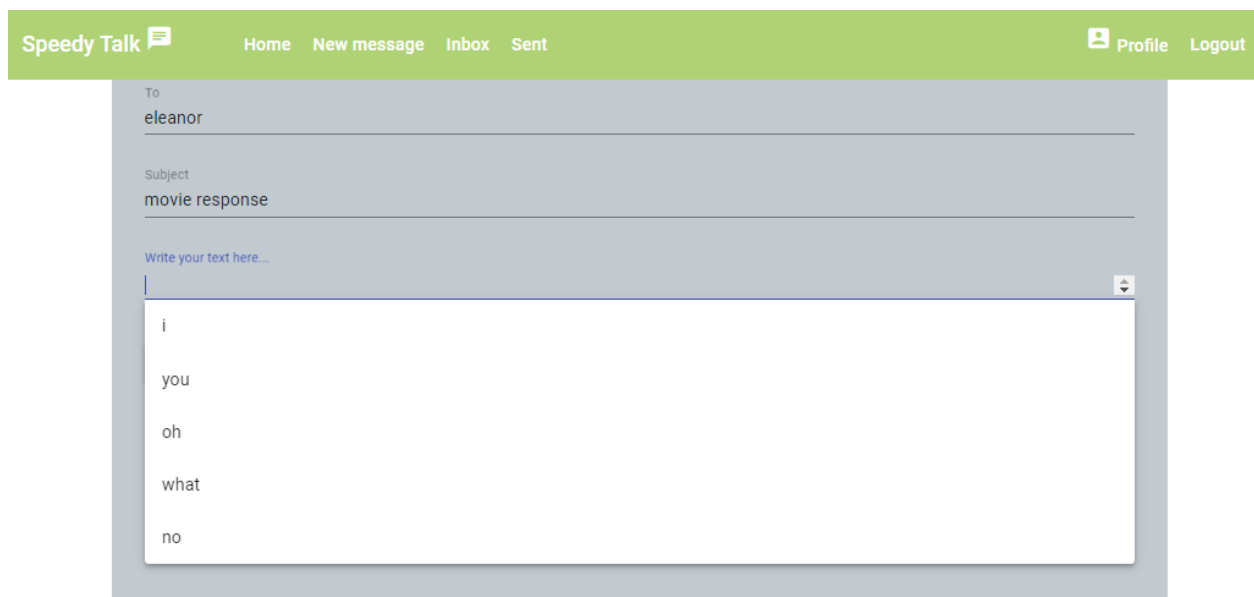 Speedy Talk Home New message Inbox Sent Profile Logout
To
eleanor
Subject
movie response
Write your text here...
i
you
oh
what
no